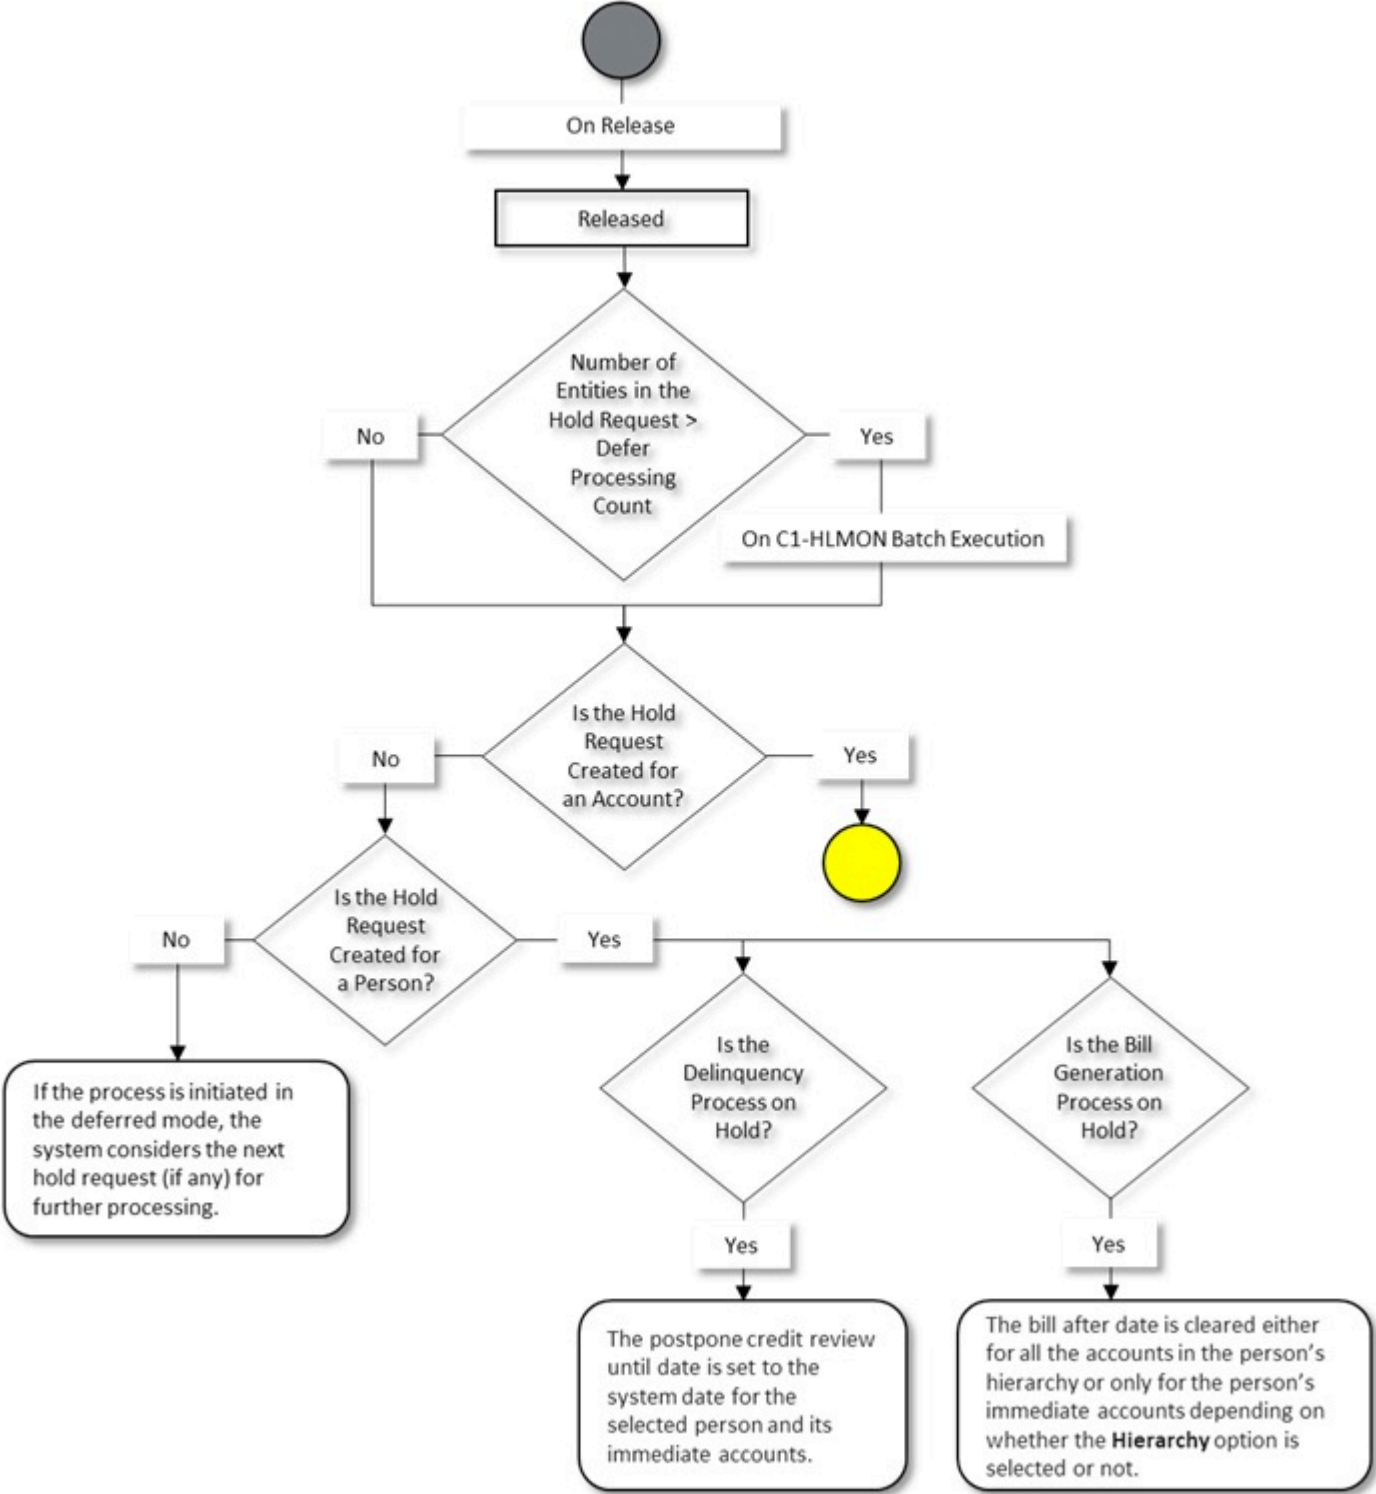 On Release
Released
Number of
Entities in the
Hold Request >
Defer
Processing
Count
No
Yes
On C1-HLMON Batch Execution
Is the Hold
Request
Created for
an Account?
No
Yes
Is the Hold
Request
Created for
a Person?
No
Yes
Is the
Delinquency
Process on
Hold?
Is the Bill
Generation
Process on
Hold?
If the process is initiated in
the deferred mode, the
system considers the next
hold request (if any) for
further processing.
Yes
Yes
The postpone credit review
until date is set to the
system date for the
selected person and its
immediate accounts.
The bill after date is cleared either
for all the accounts in the person's
hierarchy or only for the person's
immediate accounts depending on
whether the Hierarchy option is
selected or not.